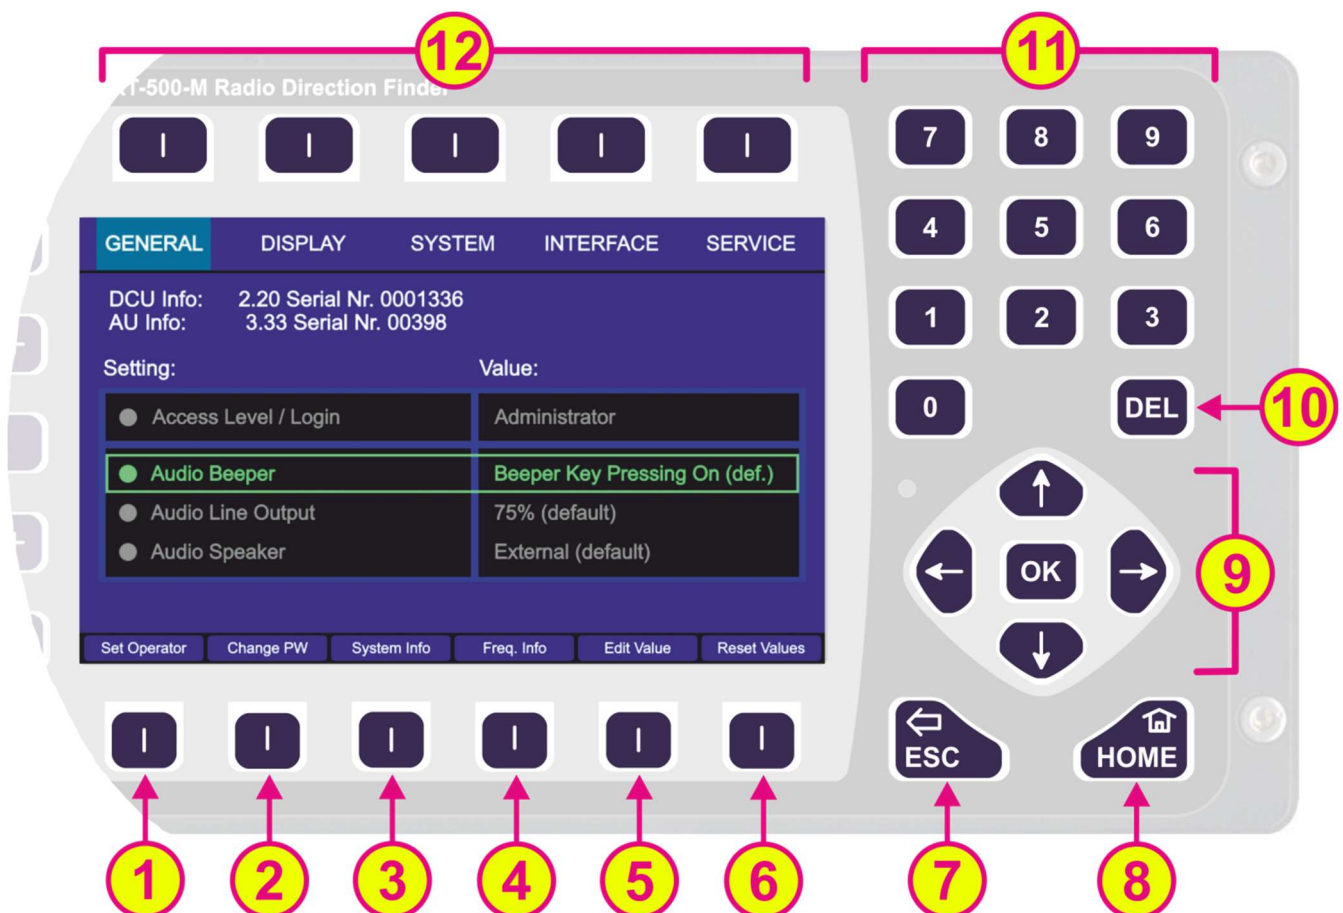 12
11
RT-500-M Radio Direction Finder
7 8 9
4 5 6
1 2 3
0 DEL
10
GENERAL DISPLAY SYSTEM INTERFACE SERVICE
DCU Info: 2.20 Serial Nr. 0001336
AU Info: 3.33 Serial Nr. 00398
Setting: Value:
Access Level / Login Administrator
Audio Beeper Beeper Key Pressing On (def.)
Audio Line Output 75% (default)
Audio Speaker External (default)
OK
9
Set Operator Change PW System Info Freq. Info Edit Value Reset Values
ESC HOME
1 2 3 4 5 6 7 8